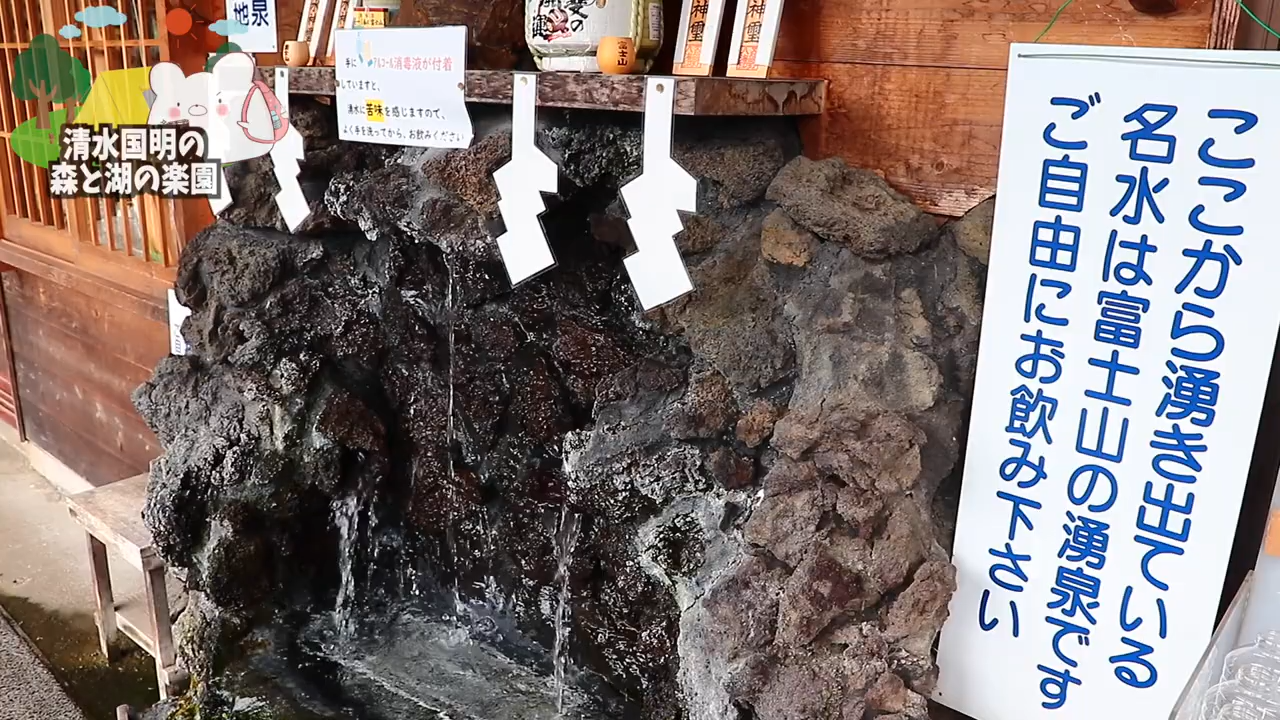 ここから湧き出ている
名水は富士山の湧泉です
ご自由にお飲み下さい
手にアルコール消毒液が付着
していますと、
清水に苦味を感じますので、
よく手を洗ってから、お飲みください
清水国明の
森と湖の楽園
地泉
神璽
神璽
富士山